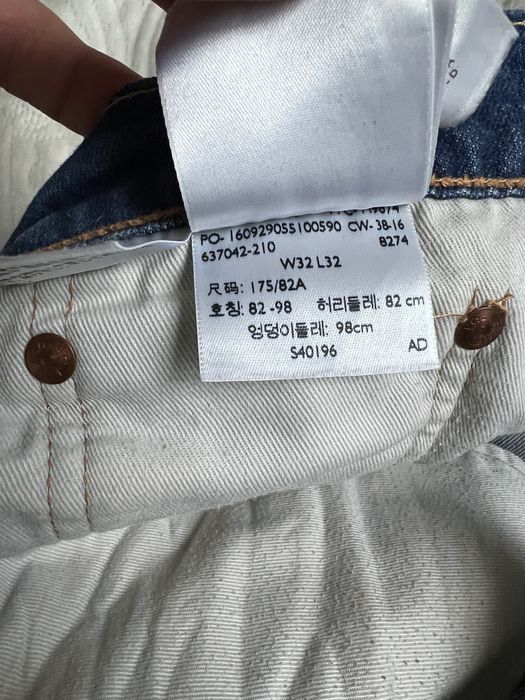 PO- 160929055100590 CW- 38-16
637042-210 8274
W32 L32
尺码: 175/82A
호칭: 82 -98 허리둘레: 82 cm
엉덩이둘레: 98cm
S40196 AD